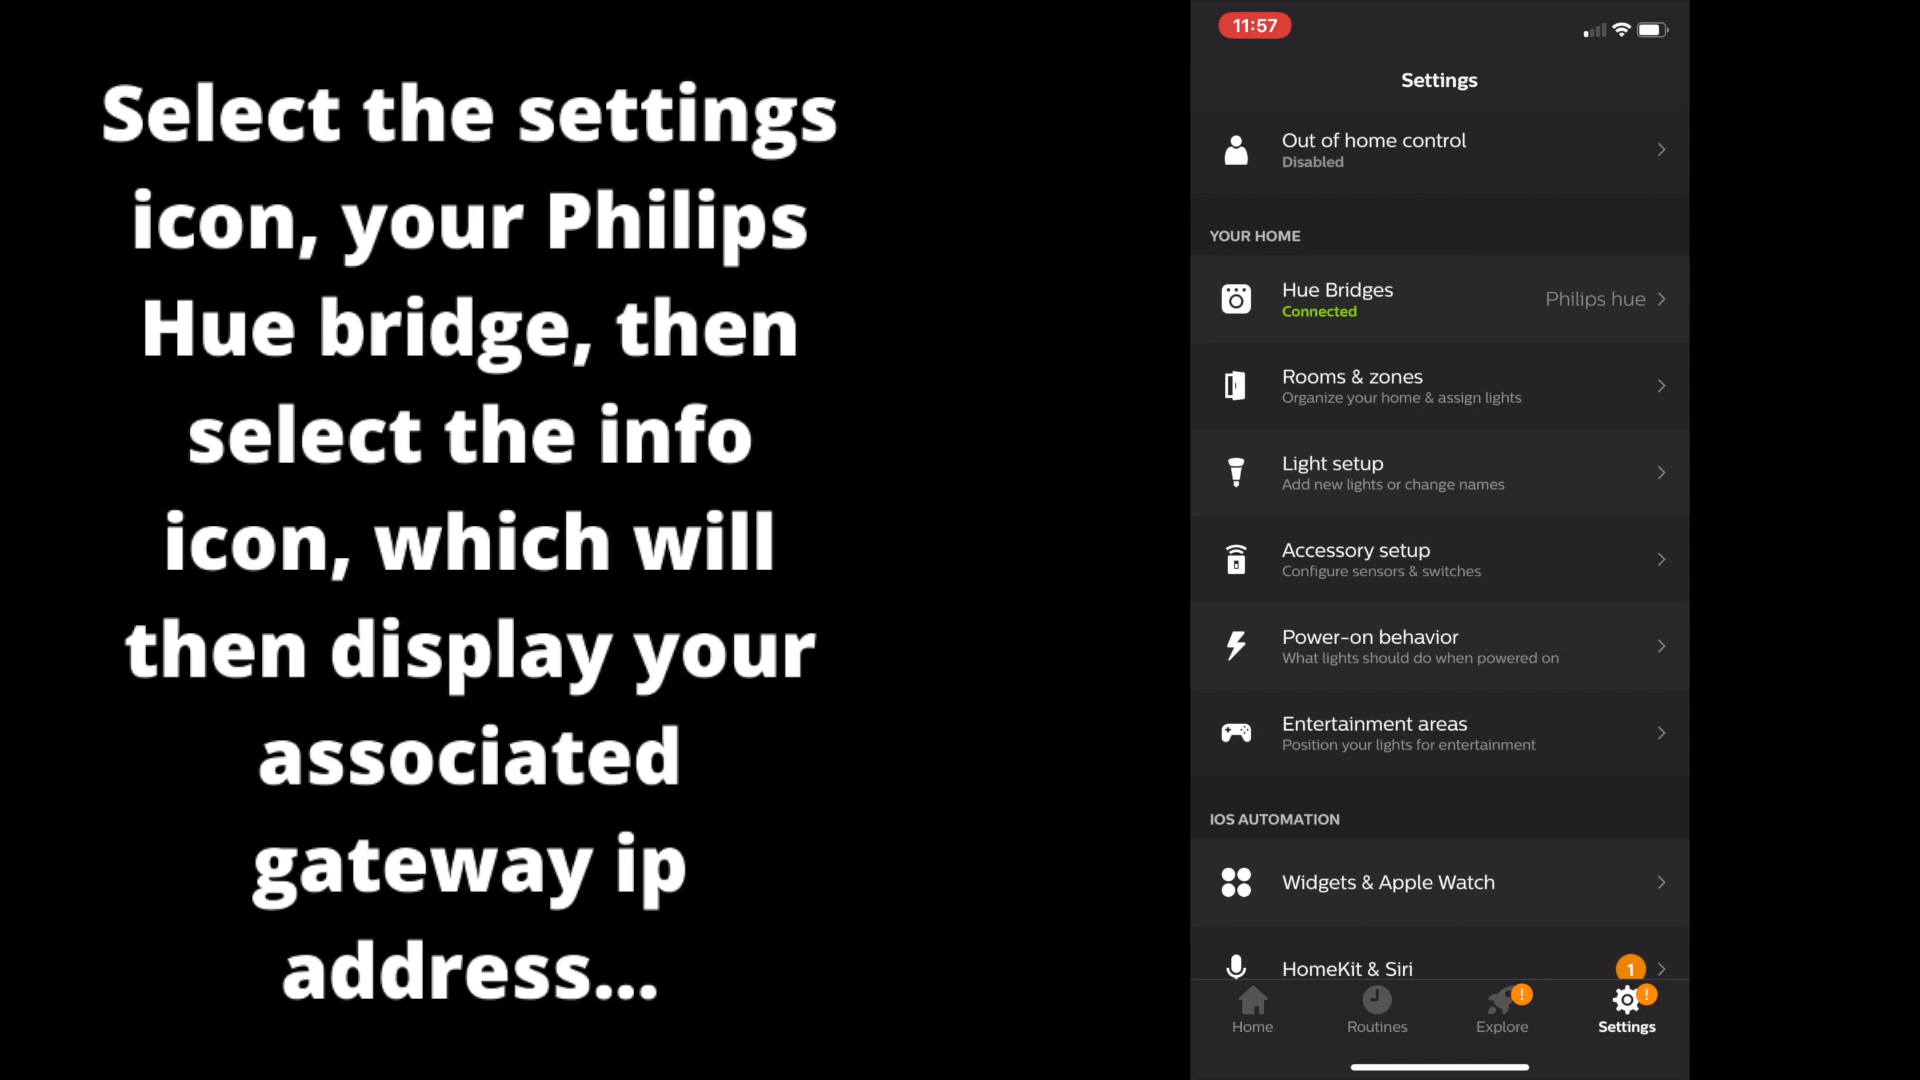 Select the settings
icon, your Philips
Hue bridge, then
select the info
icon, which will
then display your
associated
gateway ip
address...
11:57
Settings
Out of home control
Disabled
YOUR HOME
Hue Bridges
Connected
Philips hue
Rooms & zones
Organize your home & assign lights
Light setup
Add new lights or change names
Accessory setup
Configure sensors & switches
Power-on behavior
What lights should do when powered on
Entertainment areas
Position your lights for entertainment
IOS AUTOMATION
Widgets & Apple Watch
HomeKit & Siri
1
!
!
Home
Routines
Explore
Settings